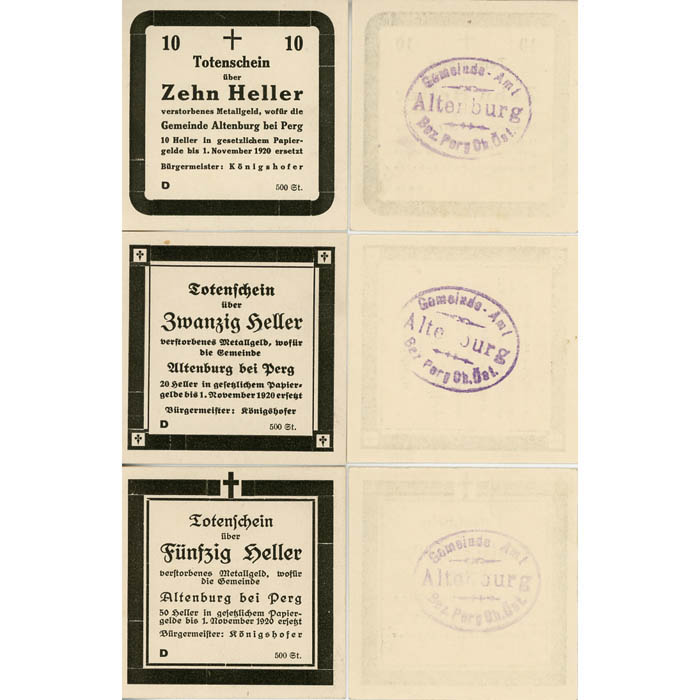 10 10
Totenschein
über
Zehn Heller
verstorbenes Metallgeld, wofür die
Gemeinde Altenburg bei Perg
10 Heller in gesetzlichem Papier-
gelde bis 1. November 1920 ersetzt
Bürgermeister: Königshofer
D 500 St.
Gemeinde-Amt
Altenburg
Bez. Perg Ob. Öst.
Totenschein
über
Zwanzig Heller
verstorbenes Metallgeld, wofür
die Gemeinde
Altenburg bei Perg
20 Heller in gesetzlichem Papier-
gelde bis 1. November 1920 ersetzt
Bürgermeister: Königshofer
D 500 St.
Gemeinde-Amt
Altenburg
Bez. Perg Ob. Öst.
Totenschein
über
Fünfzig Heller
verstorbenes Metallgeld, wofür
die Gemeinde
Altenburg bei Perg
50 Heller in gesetzlichem Papier-
gelde bis 1. November 1920 ersetzt
Bürgermeister: Königshofer
D 500 St.
Gemeinde-Amt
Altenburg
Bez. Perg Ob. Öst.